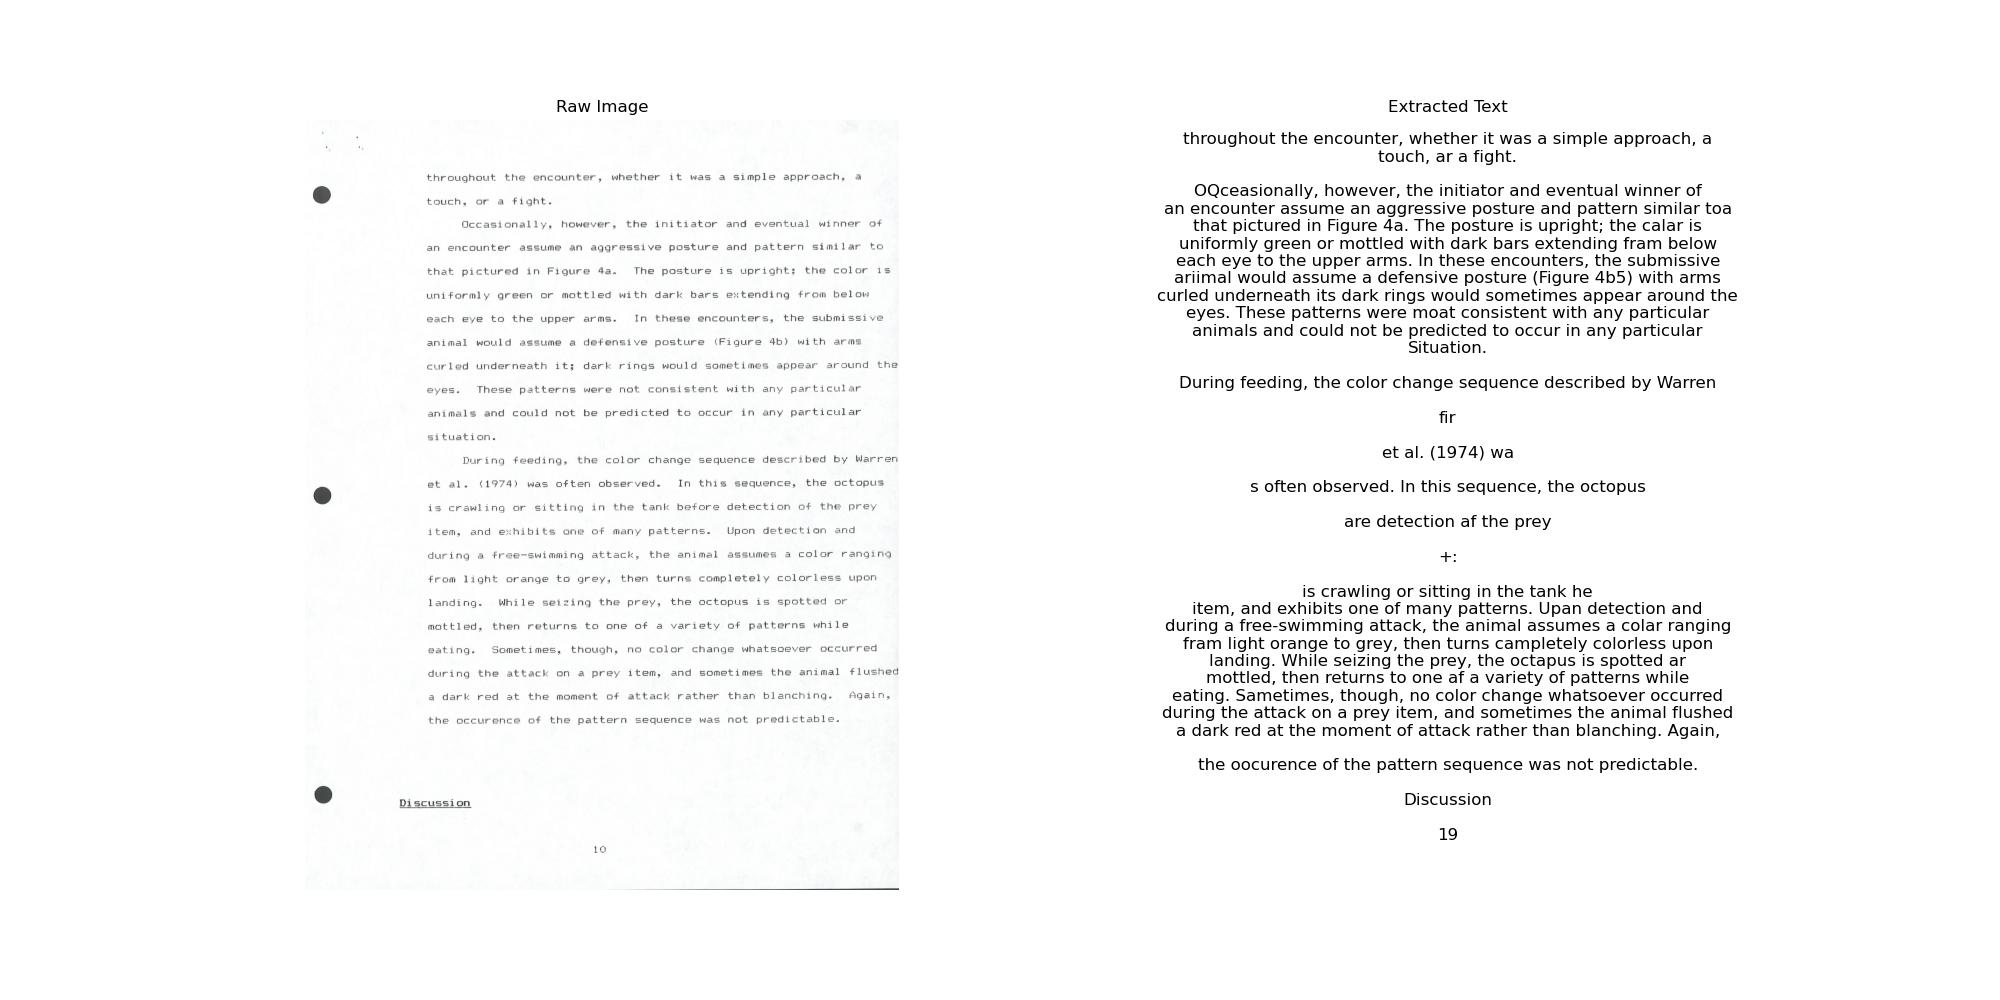 Raw Image
throughout the encounter, whether it was a simple approach, a
touch, or a fight.
Occasionally, however, the initiator and eventual winner of
an encounter assume an aggressive posture and pattern similar to
that pictured in Figure 4a. The posture is upright; the color is
uniformly green or mottled with dark bars extending from below
each eye to the upper arms. In these encounters, the submissive
animal would assume a defensive posture (Figure 4b) with arms
curled underneath it; dark rings would sometimes appear around the
eyes. These patterns were not consistent with any particular
animals and could not be predicted to occur in any particular
situation.
During feeding, the color change sequence described by Warren
et al. (1974) was often observed. In this sequence, the octopus
is crawling or sitting in the tank before detection of the prey
item, and exhibits one of many patterns. Upon detection and
during a free-swimming attack, the animal assumes a color ranging
from light orange to grey, then turns completely colorless upon
landing. While seizing the prey, the octopus is spotted or
mottled, then returns to one of a variety of patterns while
eating. Sometimes, though, no color change whatsoever occurred
during the attack on a prey item, and sometimes the animal flushed
a dark red at the moment of attack rather than blanching. Again,
the occurence of the pattern sequence was not predictable.
Discussion
10
Extracted Text
throughout the encounter, whether it was a simple approach, a
touch, ar a fight.
OQceasionally, however, the initiator and eventual winner of
an encounter assume an aggressive posture and pattern similar toa
that pictured in Figure 4a. The posture is upright; the calar is
uniformly green or mottled with dark bars extending fram below
each eye to the upper arms. In these encounters, the submissive
ariimal would assume a defensive posture (Figure 4b5) with arms
curled underneath its dark rings would sometimes appear around the
eyes. These patterns were moat consistent with any particular
animals and could not be predicted to occur in any particular
Situation.
During feeding, the color change sequence described by Warren
fir
et al. (1974) wa
s often observed. In this sequence, the octopus
are detection af the prey
+:
is crawling or sitting in the tank he
item, and exhibits one of many patterns. Upan detection and
during a free-swimming attack, the animal assumes a colar ranging
fram light orange to grey, then turns campletely colorless upon
landing. While seizing the prey, the octapus is spotted ar
mottled, then returns to one af a variety of patterns while
eating. Sametimes, though, no color change whatsoever occurred
during the attack on a prey item, and sometimes the animal flushed
a dark red at the moment of attack rather than blanching. Again,
the oocurence of the pattern sequence was not predictable.
Discussion
19